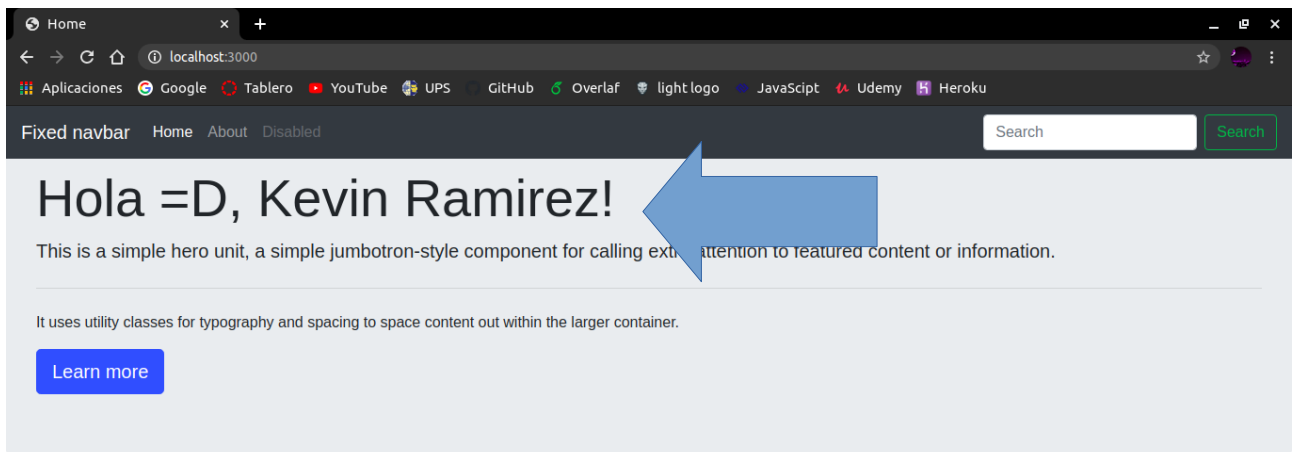 Home
localhost:3000
Aplicaciones Google Tablero YouTube UPS GitHub Overlaf light logo JavaScipt Udemy Heroku
Fixed navbar Home About Disabled Search Search
Hola =D, Kevin Ramirez!
This is a simple hero unit, a simple jumbotron-style component for calling attention to featured content or information.
It uses utility classes for typography and spacing to space content out within the larger container.
Learn more